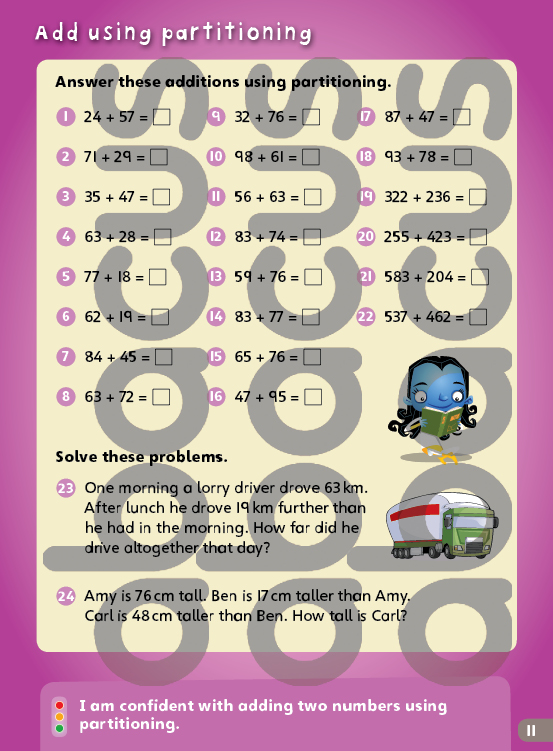 Add using partitioning
Answer these additions using partitioning.
1 24 + 57 =
2 71 + 29 =
3 35 + 47 =
4 63 + 28 =
5 77 + 18 =
6 62 + 19 =
7 84 + 45 =
8 63 + 72 =
9 32 + 76 =
10 98 + 61 =
11 56 + 63 =
12 83 + 74 =
13 59 + 76 =
14 83 + 77 =
15 65 + 76 =
16 47 + 95 =
17 87 + 47 =
18 93 + 78 =
19 322 + 236 =
20 255 + 423 =
21 583 + 204 =
22 537 + 462 =
Solve these problems.
23 One morning a lorry driver drove 63 km.
After lunch he drove 19 km further than
he had in the morning. How far did he
drive altogether that day?
24 Amy is 76 cm tall. Ben is 17 cm taller than Amy.
Carl is 48 cm taller than Ben. How tall is Carl?
I am confident with adding two numbers using
partitioning.
11